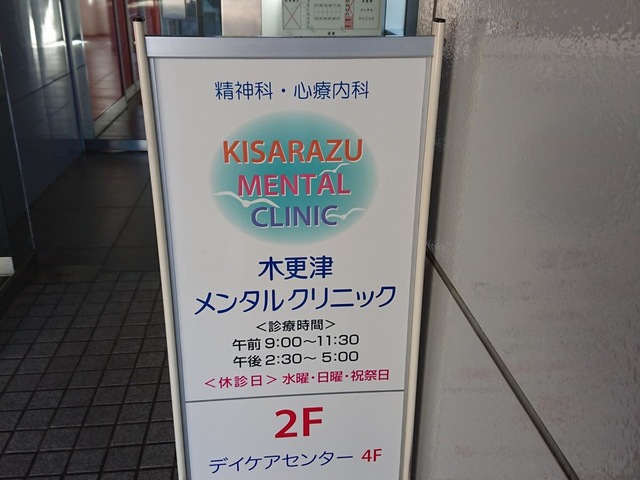 精神科・心療内科
KISARAZU
MENTAL
CLINIC
木更津
メンタルクリニック
<診療時間>
午前 9:00〜11:30
午後 2:30〜 5:00
<休診日> 水曜・日曜・祝祭日
2F
デイケアセンター 4F